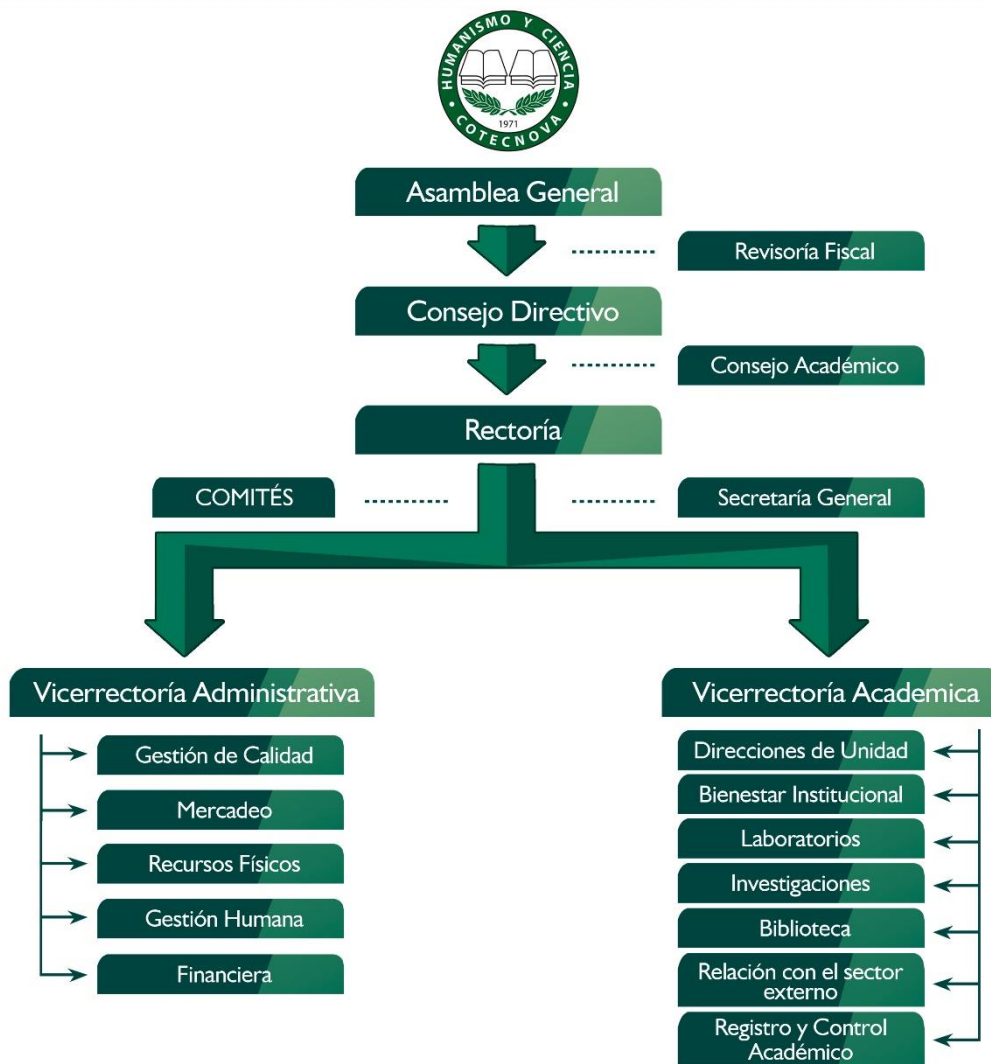 HUMANISMO Y CIENCIA
1971
COTECNOVA
Asamblea General
Revisoría Fiscal
Consejo Directivo
Consejo Académico
Rectoría
COMITÉS
Secretaría General
Vicerrectoría Administrativa
Gestión de Calidad
Mercadeo
Recursos Físicos
Gestión Humana
Financiera
Vicerrectoría Academica
Direcciones de Unidad
Bienestar Institucional
Laboratorios
Investigaciones
Biblioteca
Relación con el sector
externo
Registro y Control
Académico